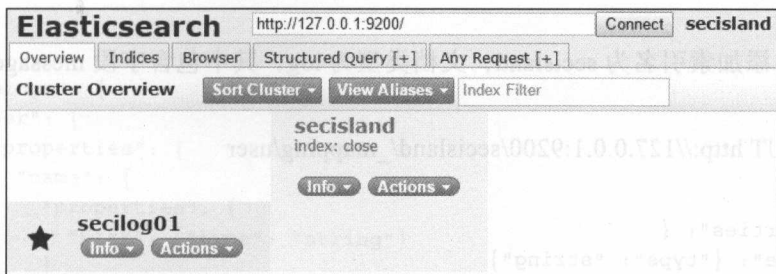 Elasticsearch http://127.0.0.1:9200/ Connect secisland
Overview Indices Browser Structured Query [+] Any Request [+]
Cluster Overview Sort Cluster View Aliases Index Filter
secisland
index: close
Info Actions
secilog01
Info Actions